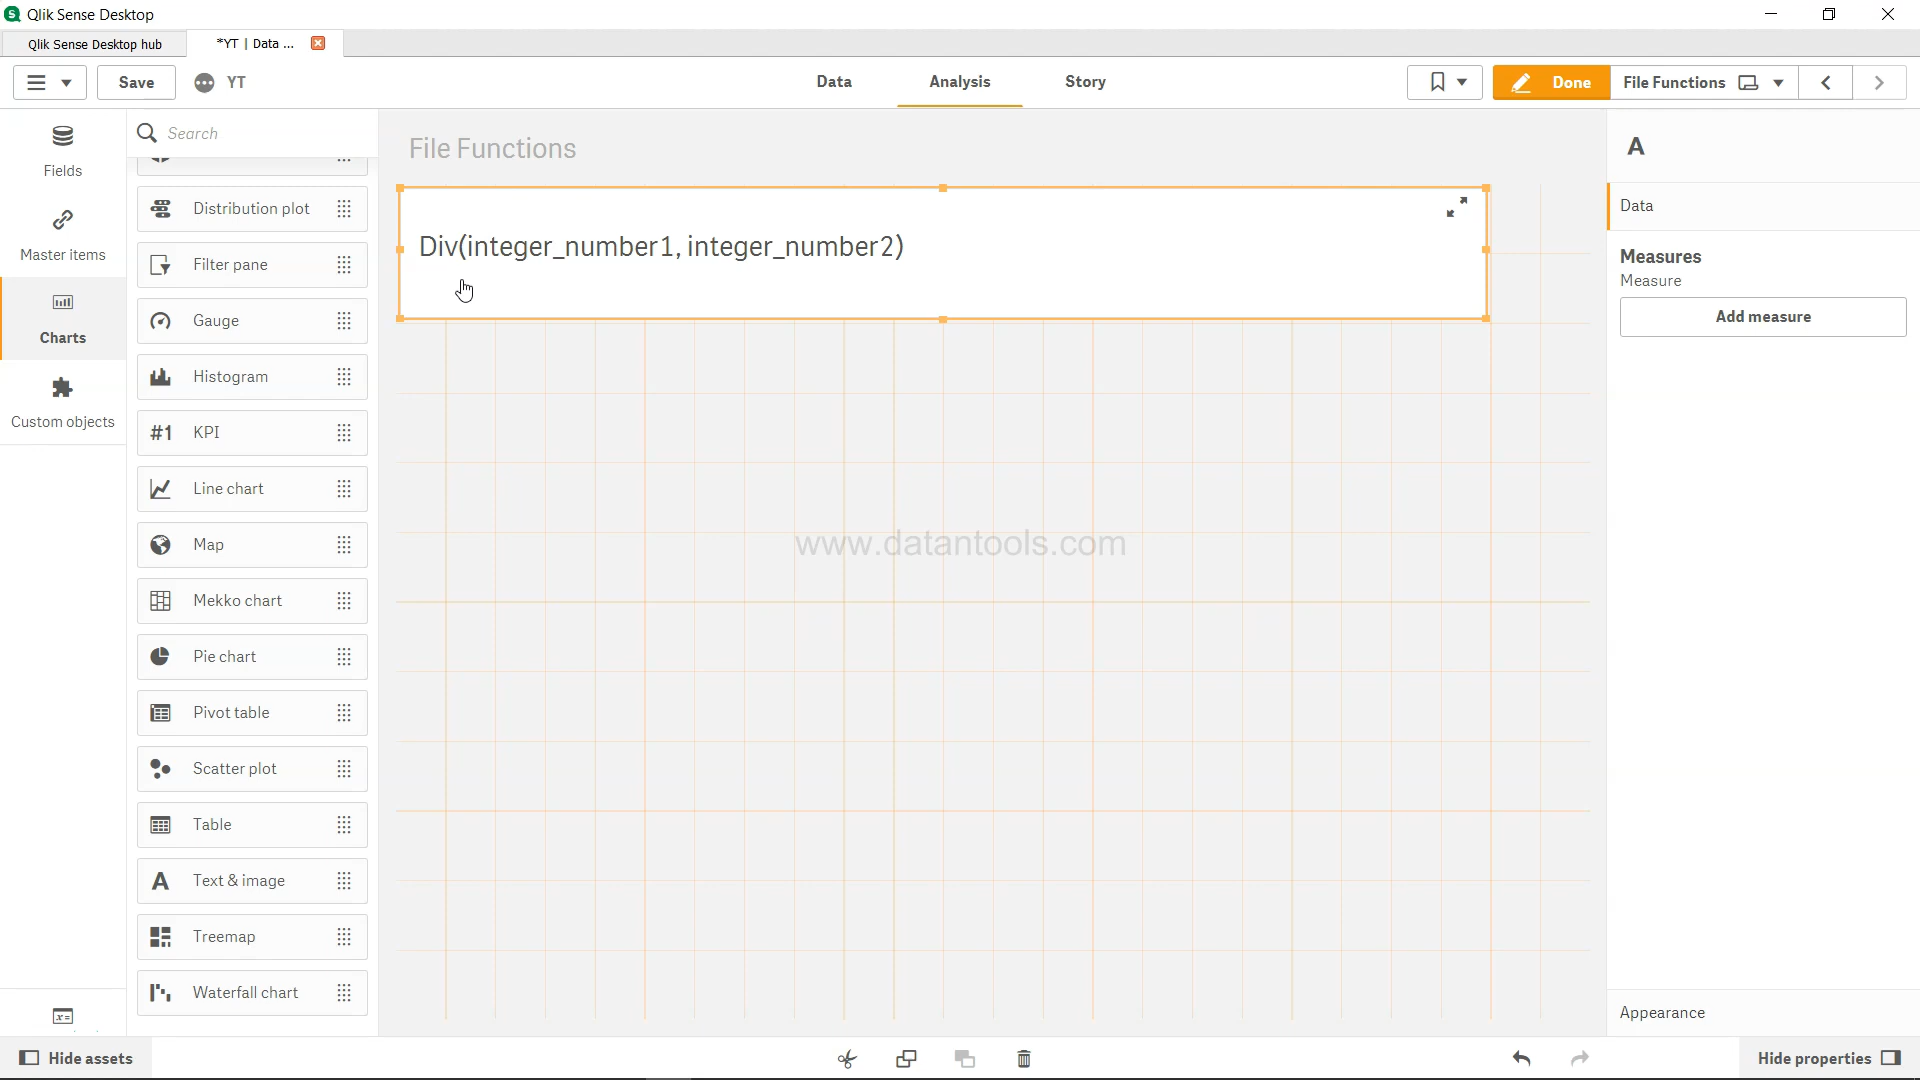 Qlik Sense Desktop
Qlik Sense Desktop hub
*YT | Data ...
Save
YT
Data
Analysis
Story
Done
File Functions
Fields
Master items
Charts
Custom objects
Search
Distribution plot
Filter pane
Gauge
Histogram
#1 KPI
Line chart
Map
Mekko chart
Pie chart
Pivot table
Scatter plot
Table
A Text & image
Treemap
Waterfall chart
File Functions
Div(integer_number1, integer_number2)
www.datantools.com
A
Data
Measures
Measure
Add measure
Appearance
Hide assets
Hide properties